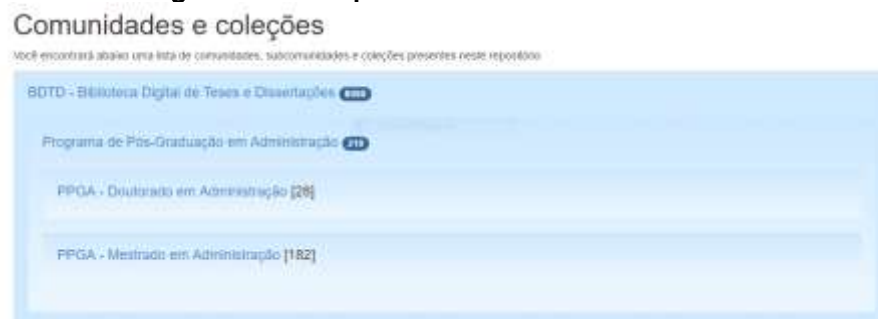 Comunidades e coleções
Você encontrará abaixo uma lista de comunidades, subcomunidades e coleções presentes neste repositório
BDTD - Biblioteca Digital de Teses e Dissertações
Programa de Pós-Graduação em Administração
PPGA - Doutorado em Administração [28]
PPGA - Mestrado em Administração [182]